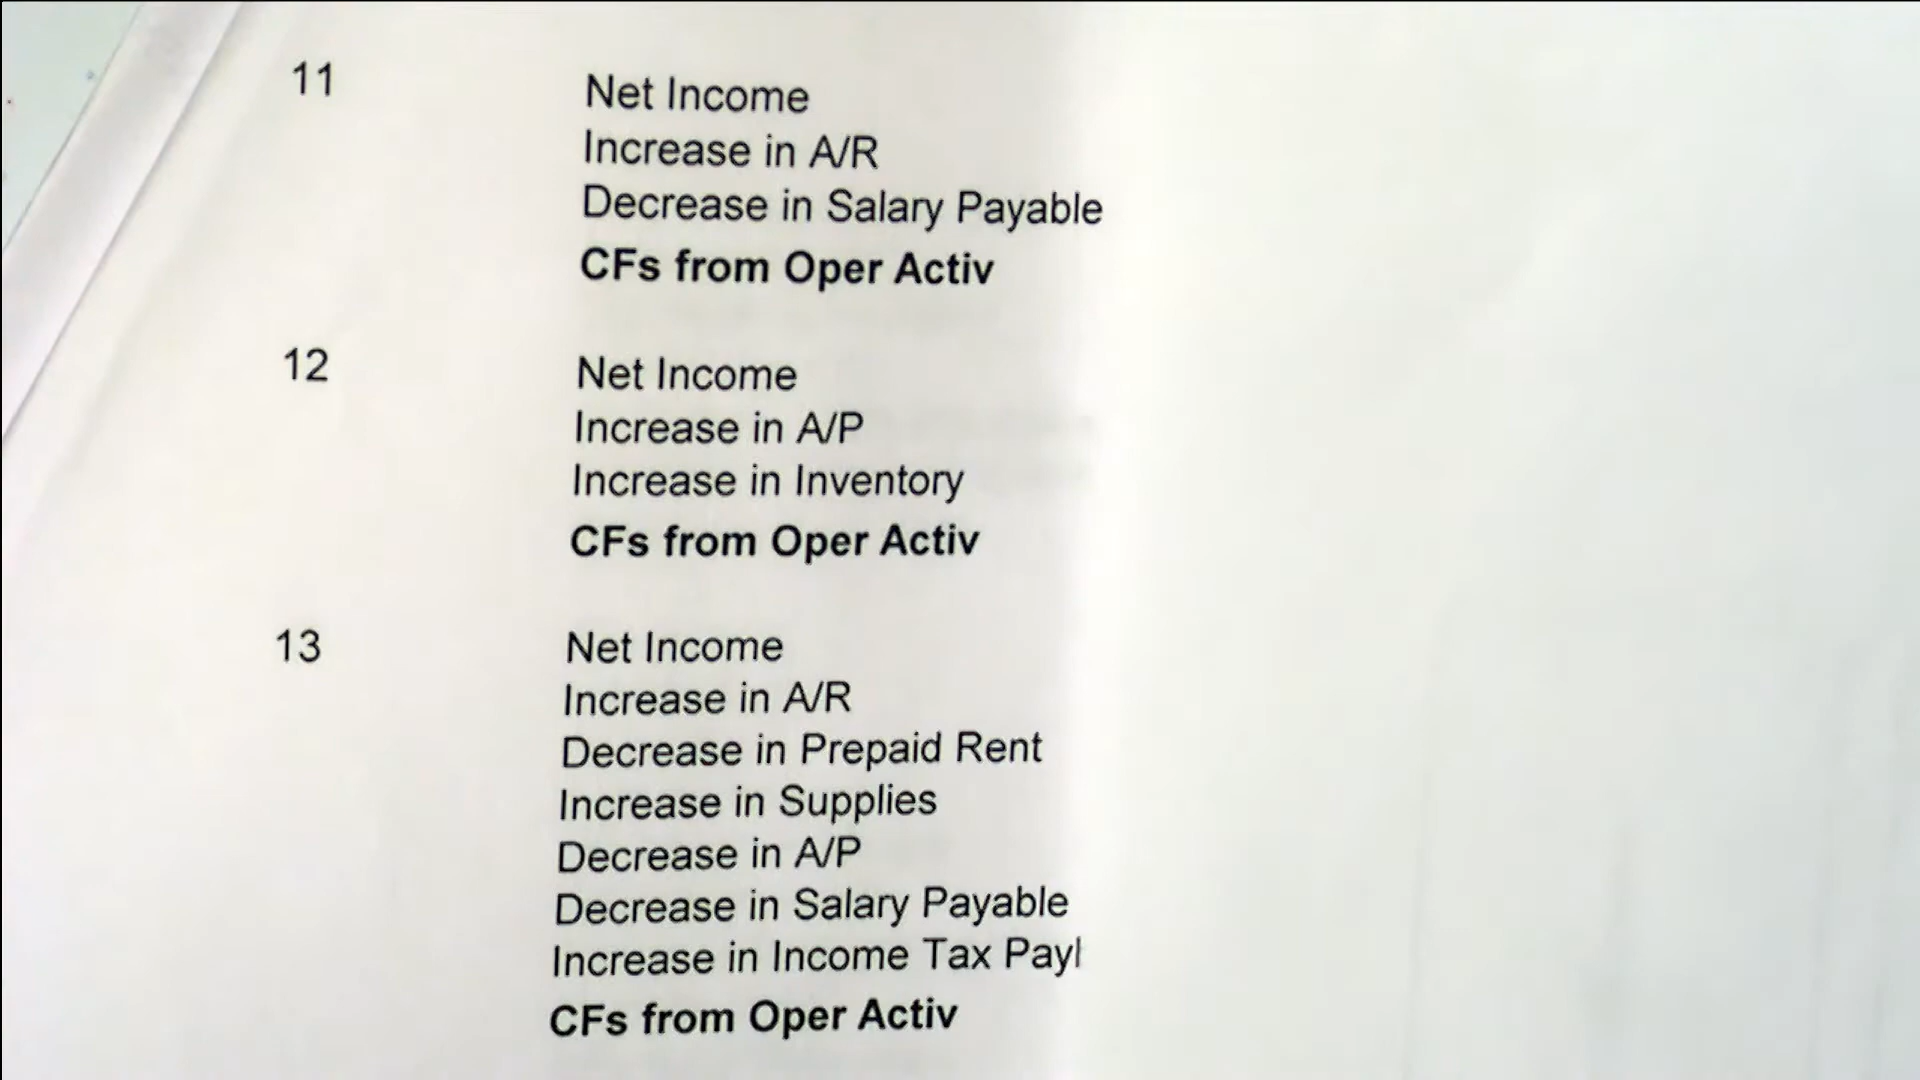 11
Net Income
Increase in A/R
Decrease in Salary Payable
CFs from Oper Activ
12
Net Income
Increase in A/P
Increase in Inventory
CFs from Oper Activ
13
Net Income
Increase in A/R
Decrease in Prepaid Rent
Increase in Supplies
Decrease in A/P
Decrease in Salary Payable
Increase in Income Tax Payl
CFs from Oper Activ